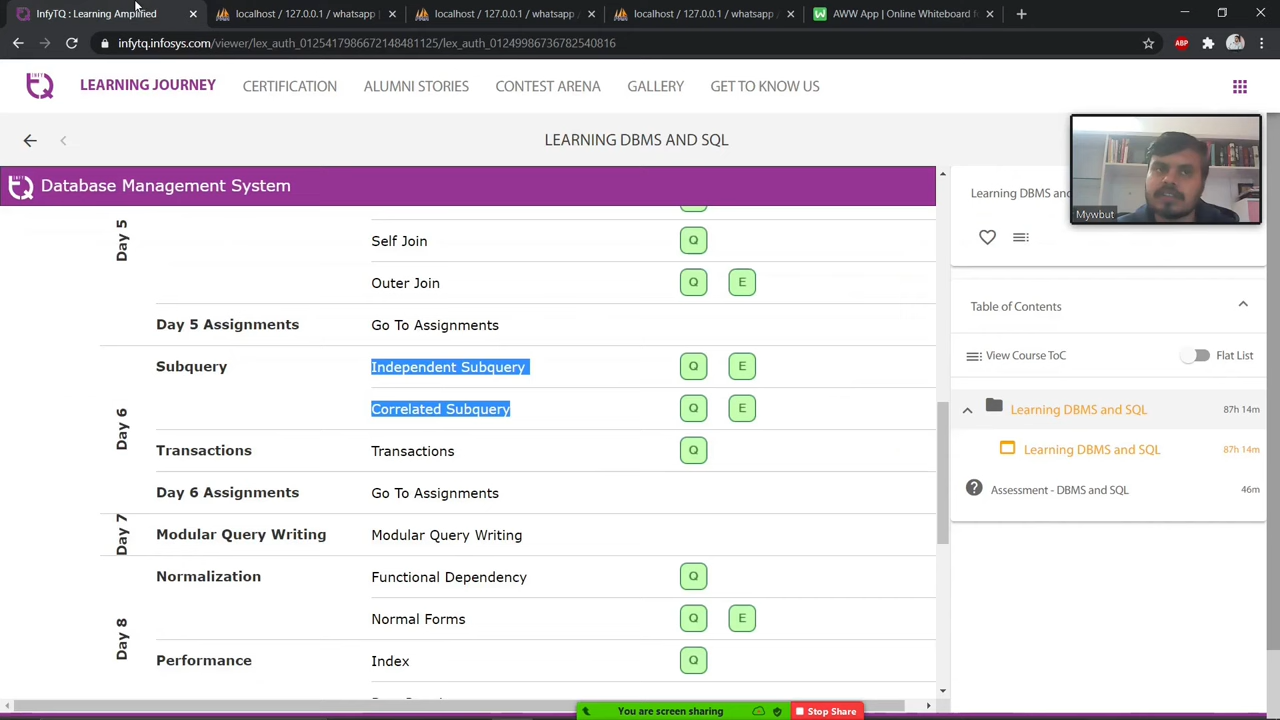 InfyTQ : Learning Amplified
localhost / 127.0.0.1 / whatsapp
localhost / 127.0.0.1 / whatsapp
localhost / 127.0.0.1 / whatsapp
AWW App | Online Whiteboard f
infytq.infosys.com/viewer/lex_auth_012541798672148481125/lex_auth_01249986736782540816
ABP
LEARNING JOURNEY
CERTIFICATION
ALUMNI STORIES
CONTEST ARENA
GALLERY
GET TO KNOW US
LEARNING DBMS AND SQL
Database Management System
Day 5
Self Join Q
Outer Join Q E
Day 5 Assignments Go To Assignments
Day 6
Subquery Independent Subquery Q E
Correlated Subquery Q E
Transactions Transactions Q
Day 6 Assignments Go To Assignments
Day 7
Modular Query Writing Modular Query Writing
Day 8
Normalization Functional Dependency Q
Normal Forms Q E
Performance Index Q
Learning DBMS and
Mywbut
Table of Contents
View Course ToC
Flat List
Learning DBMS and SQL 87h 14m
Learning DBMS and SQL 87h 14m
Assessment - DBMS and SQL 46m
You are screen sharing
Stop Share